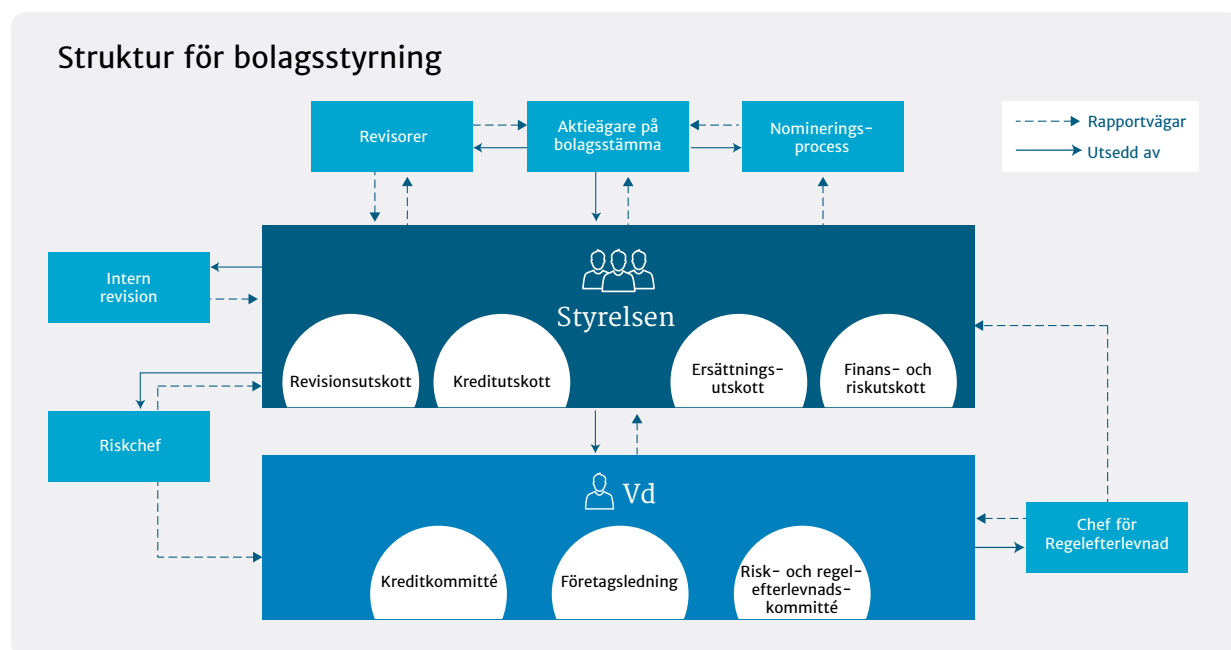 Struktur för bolagsstyrning
Revisorer
Aktieägare på
bolagsstämma
Nominerings-
process
Rapportvägar
Utsedd av
Intern
revision
Styrelsen
Revisionsutskott
Kreditutskott
Ersättnings-
utskott
Finans- och
riskutskott
Riskchef
Vd
Kreditkommitté
Företagsledning
Risk- och regel-
efterlevnads-
kommitté
Chef för
Regelefterlevnad